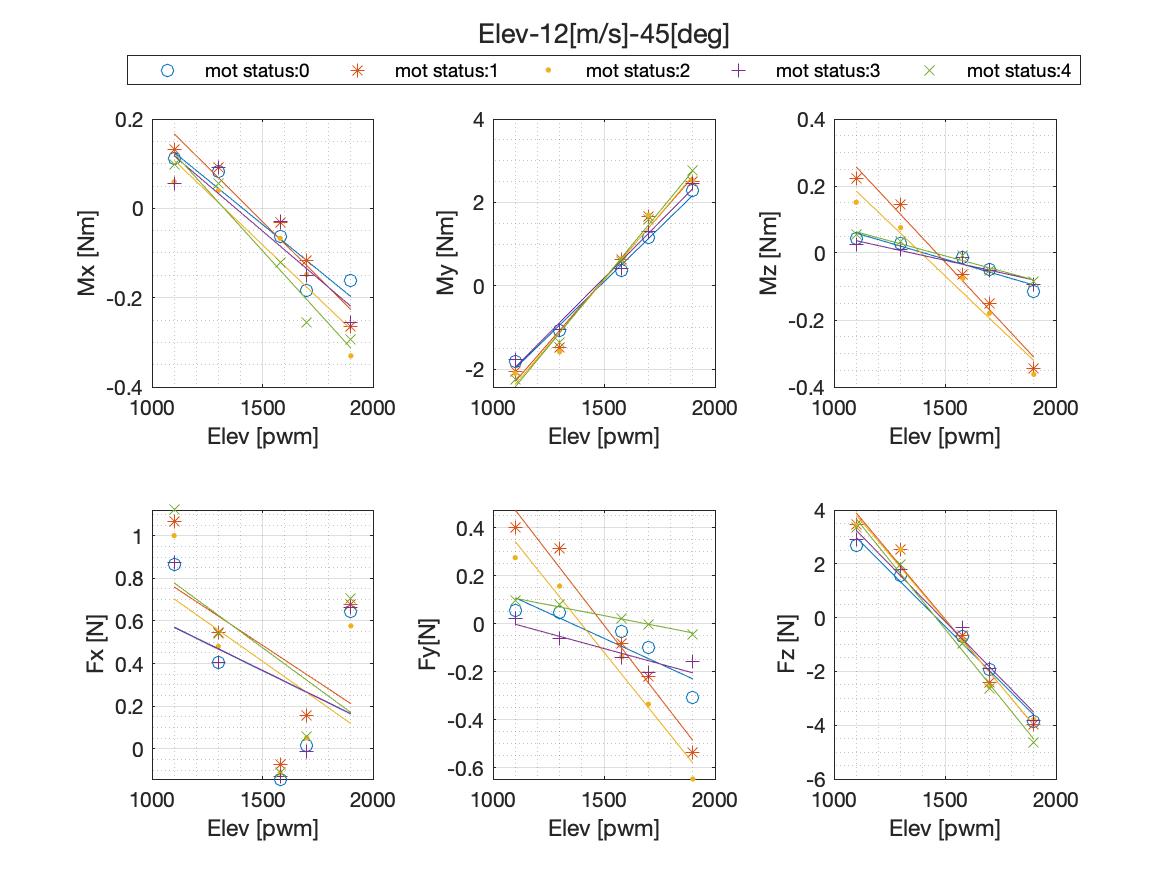 Elev-12[m/s]-45[deg]
mot status:0 mot status:1 mot status:2 mot status:3 mot status:4
0.2
0
-0.2
-0.4
Mx [Nm]
1000 1500 2000
Elev [pwm]
4
2
0
-2
My [Nm]
1000 1500 2000
Elev [pwm]
0.4
0.2
0
-0.2
-0.4
Mz [Nm]
1000 1500 2000
Elev [pwm]
1
0.8
0.6
0.4
0.2
0
Fx [N]
1000 1500 2000
Elev [pwm]
0.4
0.2
0
-0.2
-0.4
-0.6
Fy[N]
1000 1500 2000
Elev [pwm]
4
2
0
-2
-4
-6
Fz [N]
1000 1500 2000
Elev [pwm]